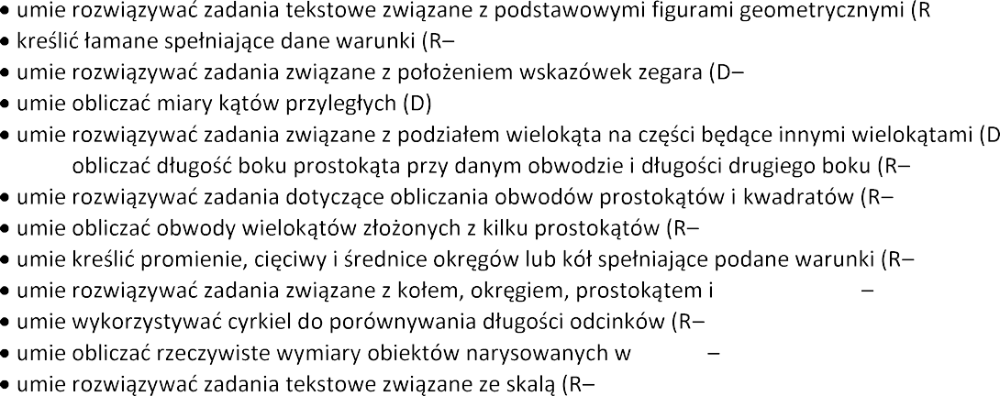 • umie rozwiązywać zadania tekstowe związane z podstawowymi figurami geometrycznymi (R
• kreślić łamane spełniające dane warunki (R–
• umie rozwiązywać zadania związane z położeniem wskazówek zegara (D–
• umie obliczać miary kątów przyległych (D)
• umie rozwiązywać zadania związane z podziałem wielokąta na części będące innymi wielokątami (D
obliczać długość boku prostokąta przy danym obwodzie i długości drugiego boku (R–
• umie rozwiązywać zadania dotyczące obliczania obwodów prostokątów i kwadratów (R–
• umie obliczać obwody wielokątów złożonych z kilku prostokątów (R–
• umie kreślić promienie, cięciwy i średnice okręgów lub kół spełniające podane warunki (R–
• umie rozwiązywać zadania związane z kołem, okręgiem, prostokątem i –
• umie wykorzystywać cyrkiel do porównywania długości odcinków (R–
• umie obliczać rzeczywiste wymiary obiektów narysowanych w –
• umie rozwiązywać zadania tekstowe związane ze skalą (R–